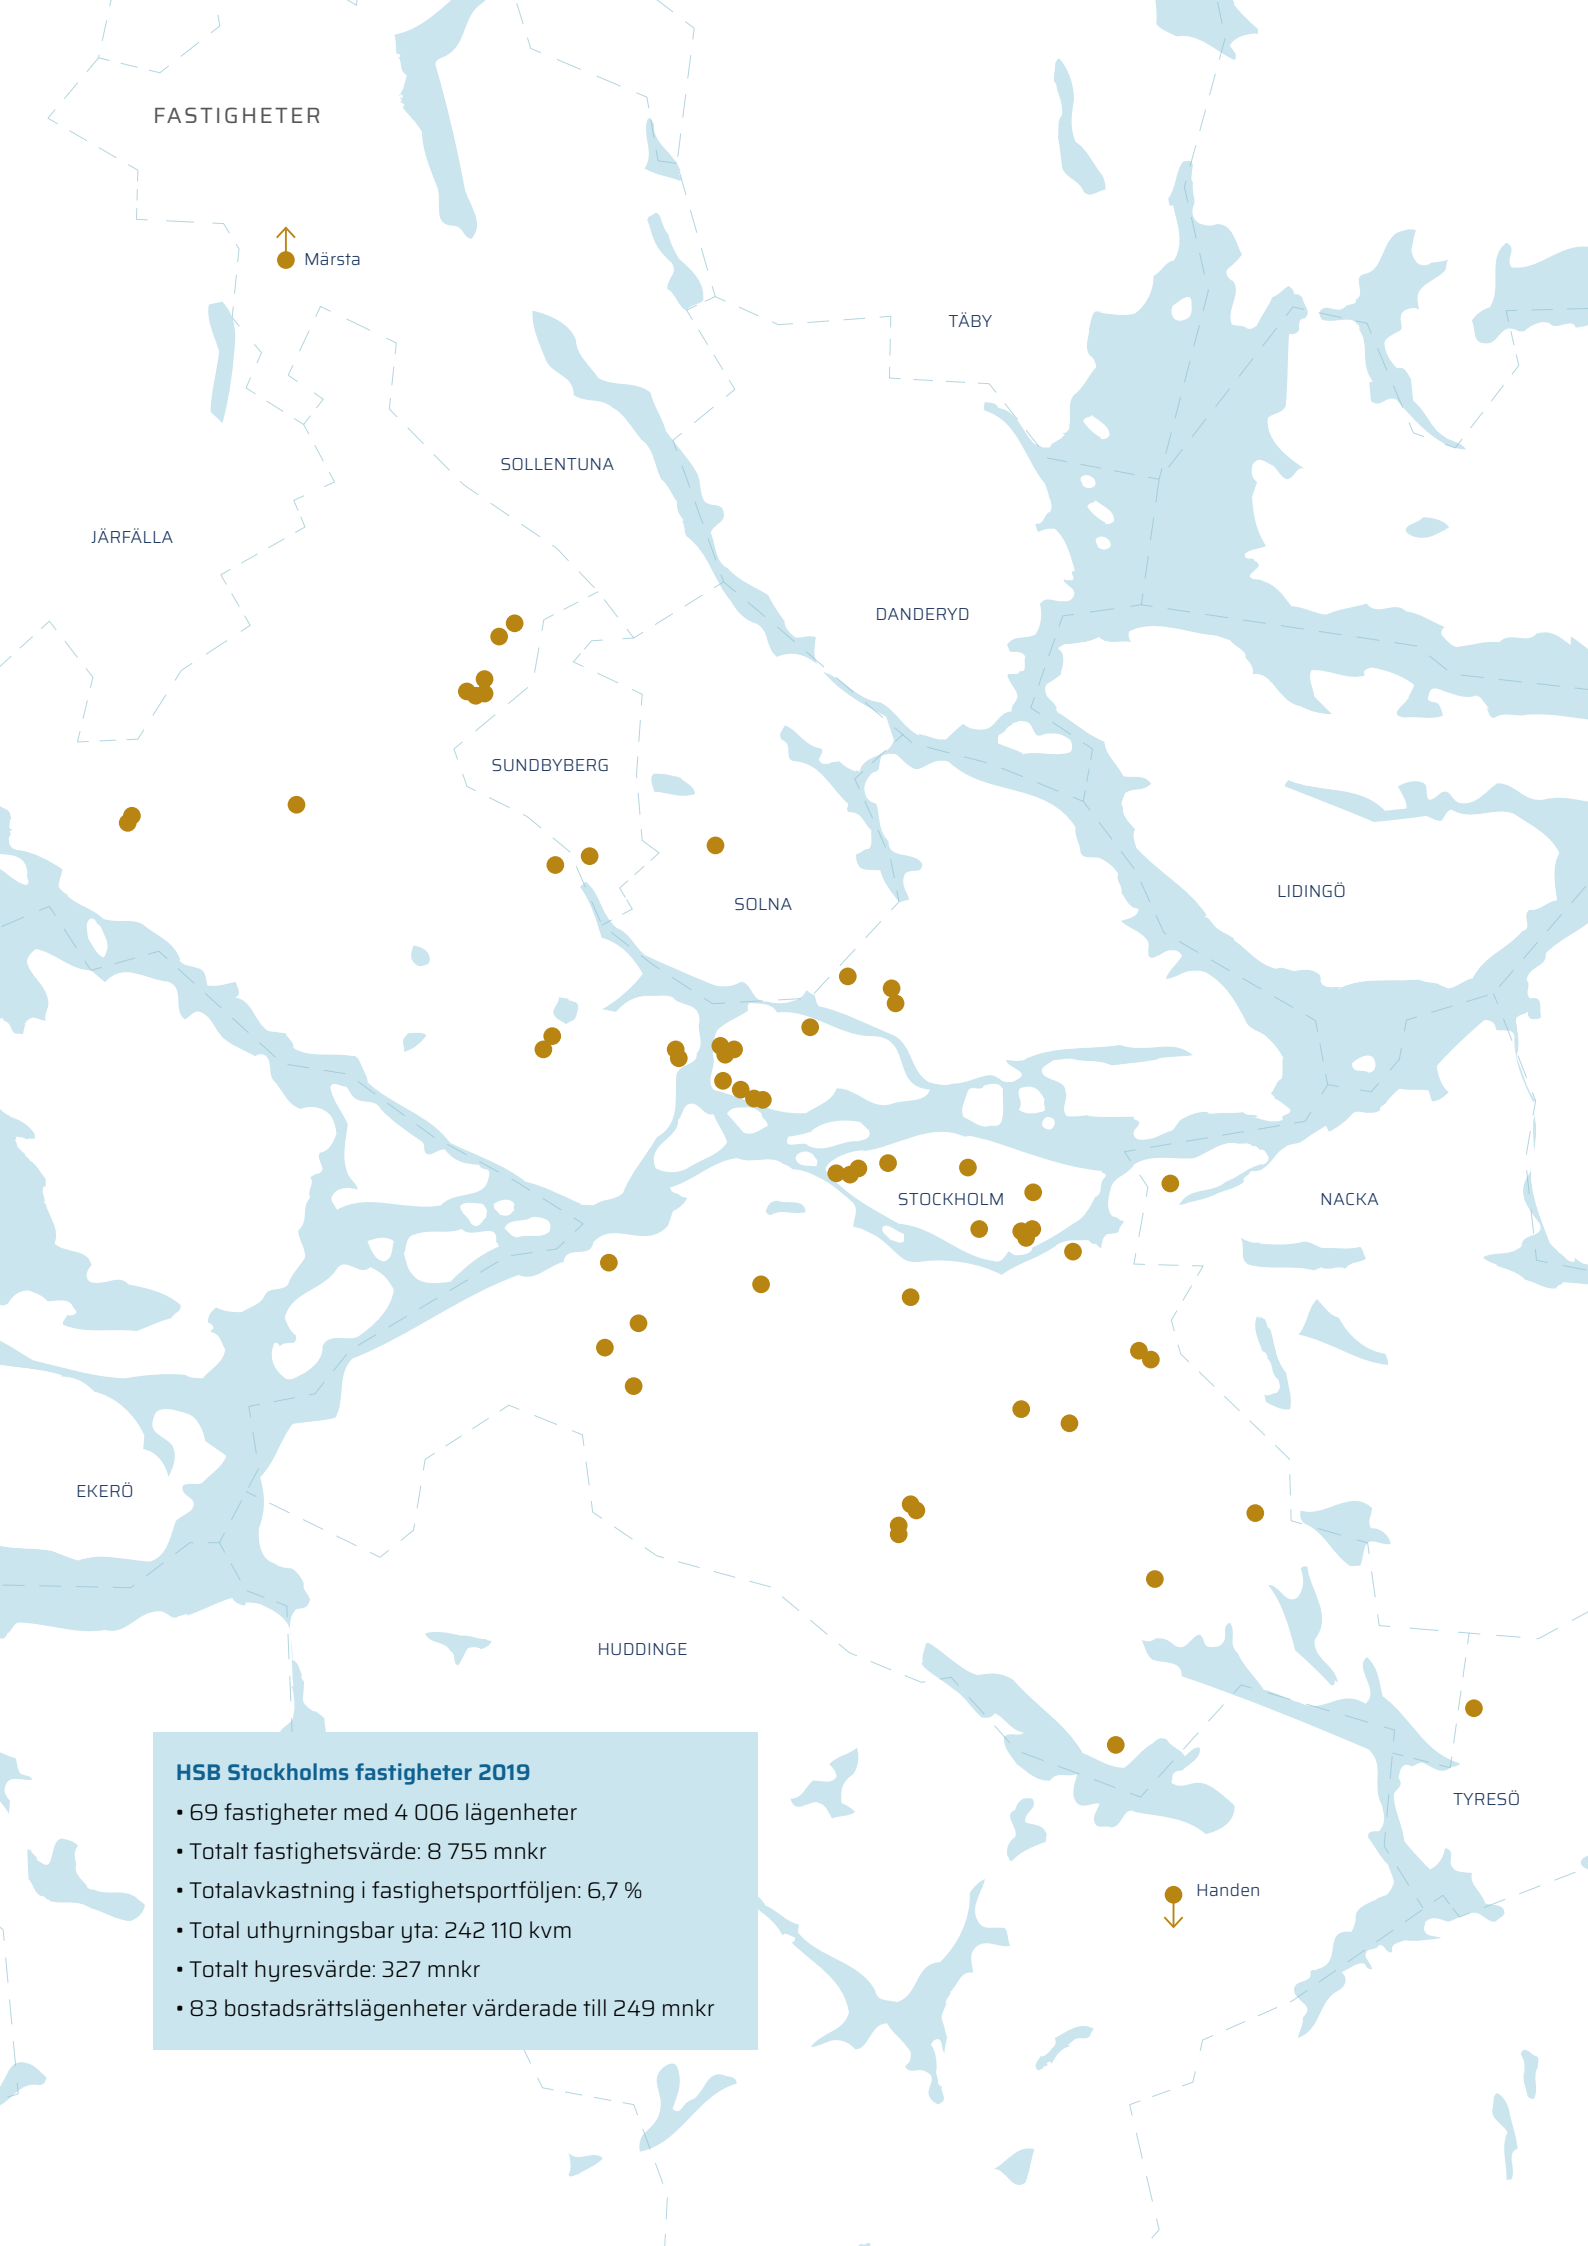 FASTIGHETER
Märsta
TÄBY
SOLLENTUNA
JÄRFÄLLA
DANDERYD
SUNDBYBERG
LIDINGÖ
SOLNA
STOCKHOLM
NACKA
EKERÖ
HUDDINGE
HSB Stockholms fastigheter 2019
• 69 fastigheter med 4 006 lägenheter
• Totalt fastighetsvärde: 8 755 mnkr
• Totalavkastning i fastighetsportföljen: 6,7 %
• Total uthyrningsbar yta: 242 110 kvm
• Totalt hyresvärde: 327 mnkr
• 83 bostadsrättslägenheter värderade till 249 mnkr
TYRESÖ
Handen